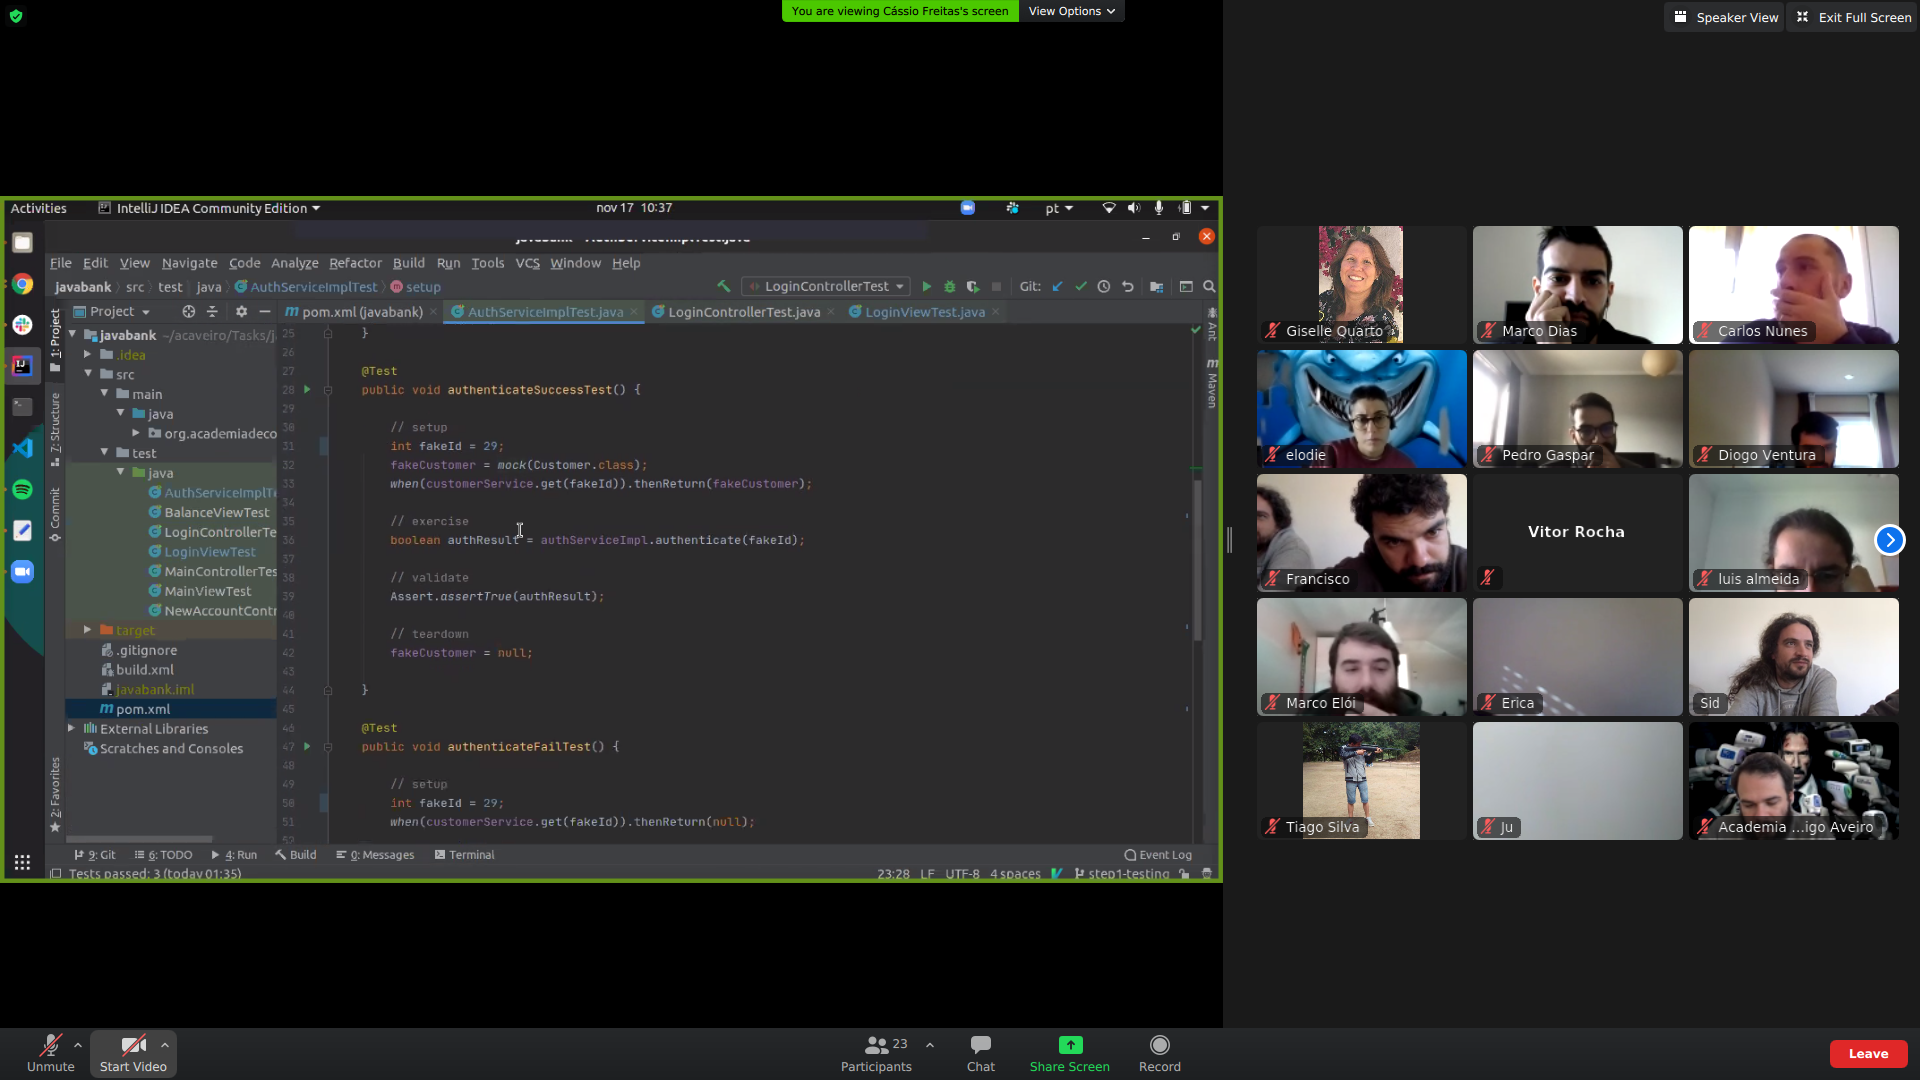 You are viewing Cássio Freitas's screen
View Options
Speaker View
Exit Full Screen
Activities
IntelliJ IDEA Community Edition
nov 17 10:37
pt
File Edit View Navigate Code Analyze Refactor Build Run Tools VCS Window Help
javabank src test java AuthServiceImplTest setup
LoginControllerTest
Git:
Project
pom.xml (javabank)
AuthServiceImplTest.java
LoginControllerTest.java
LoginViewTest.java
1: Project
7: Structure
Commit
2: Favorites
Ant
Maven
javabank ~/acaveiro/Tasks/j
.idea
src
main
java
org.academiadeco
test
java
AuthServiceImplTe
BalanceViewTest
LoginControllerTe
LoginViewTest
MainControllerTes
MainViewTest
NewAccountContr
target
.gitignore
build.xml
javabank.iml
pom.xml
External Libraries
Scratches and Consoles
25 }
26
27 @Test
28 public void authenticateSuccessTest() {
29
30 // setup
31 int fakeId = 29;
32 fakeCustomer = mock(Customer.class);
33 when(customerService.get(fakeId)).thenReturn(fakeCustomer);
34
35 // exercise
36 boolean authResult = authServiceImpl.authenticate(fakeId);
37
38 // validate
39 Assert.assertTrue(authResult);
40
41 // teardown
42 fakeCustomer = null;
43
44 }
45
46 @Test
47 public void authenticateFailTest() {
48
49 // setup
50 int fakeId = 29;
51 when(customerService.get(fakeId)).thenReturn(null);
52
9: Git
6: TODO
4: Run
Build
0: Messages
Terminal
Event Log
Tests passed: 3 (today 01:35)
23:28 LF UTF-8 4 spaces step1-testing
Giselle Quarto
Marco Dias
Carlos Nunes
elodie
Pedro Gaspar
Diogo Ventura
Francisco
Vitor Rocha
luis almeida
Marco Elói
Erica
Sid
Tiago Silva
Ju
Academia ...igo Aveiro
Unmute
Start Video
23
Participants
Chat
Share Screen
Record
Leave